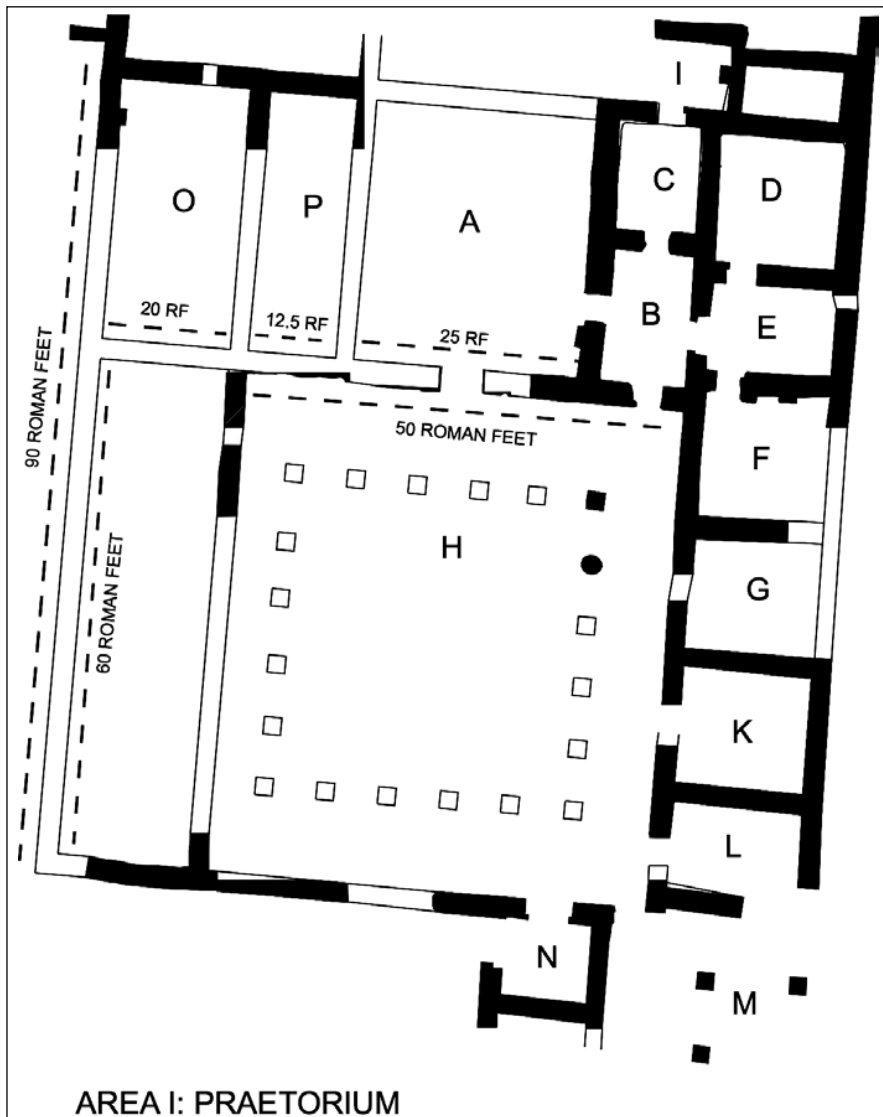 I
C
D
O
P
A
20 RF
12.5 RF
25 RF
B
E
90 ROMAN FEET
50 ROMAN FEET
F
H
G
60 ROMAN FEET
K
L
N
M
AREA I: PRAETORIUM